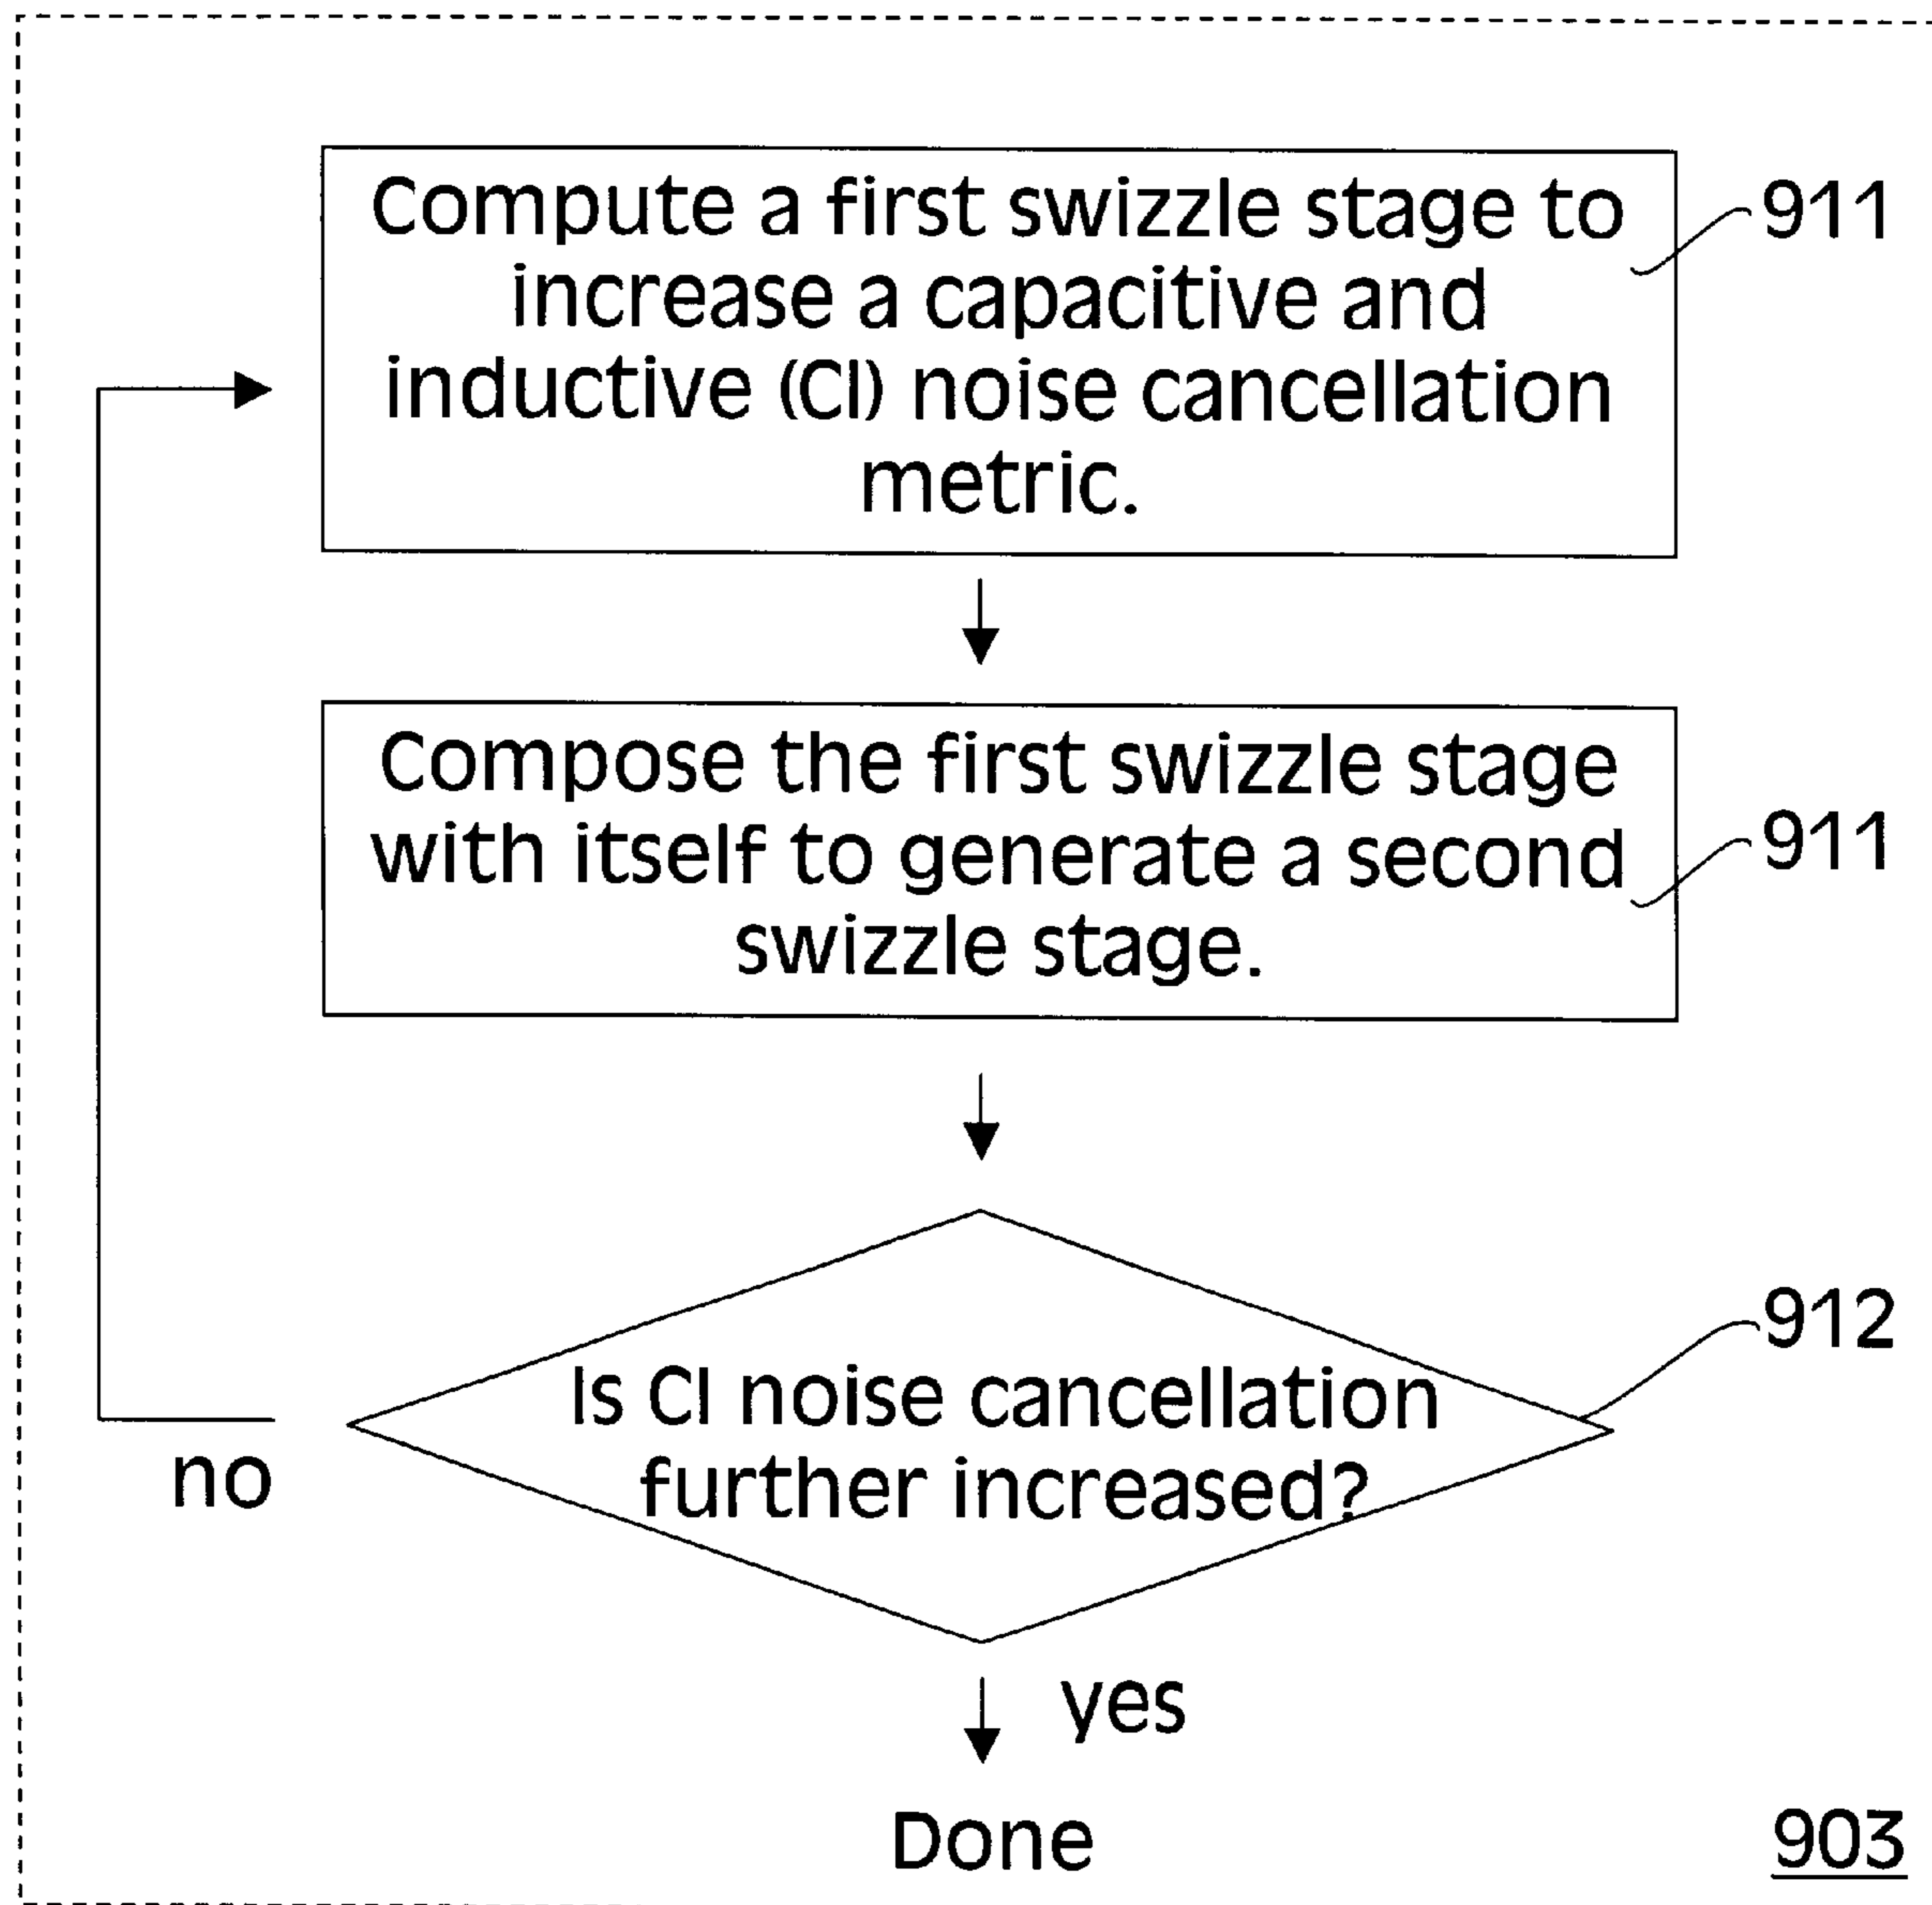 Compute a first swizzle stage to
increase a capacitive and
inductive (CI) noise cancellation
metric.
911
Compose the first swizzle stage
with itself to generate a second
swizzle stage.
911
Is CI noise cancellation
further increased?
912
no
yes
Done
903